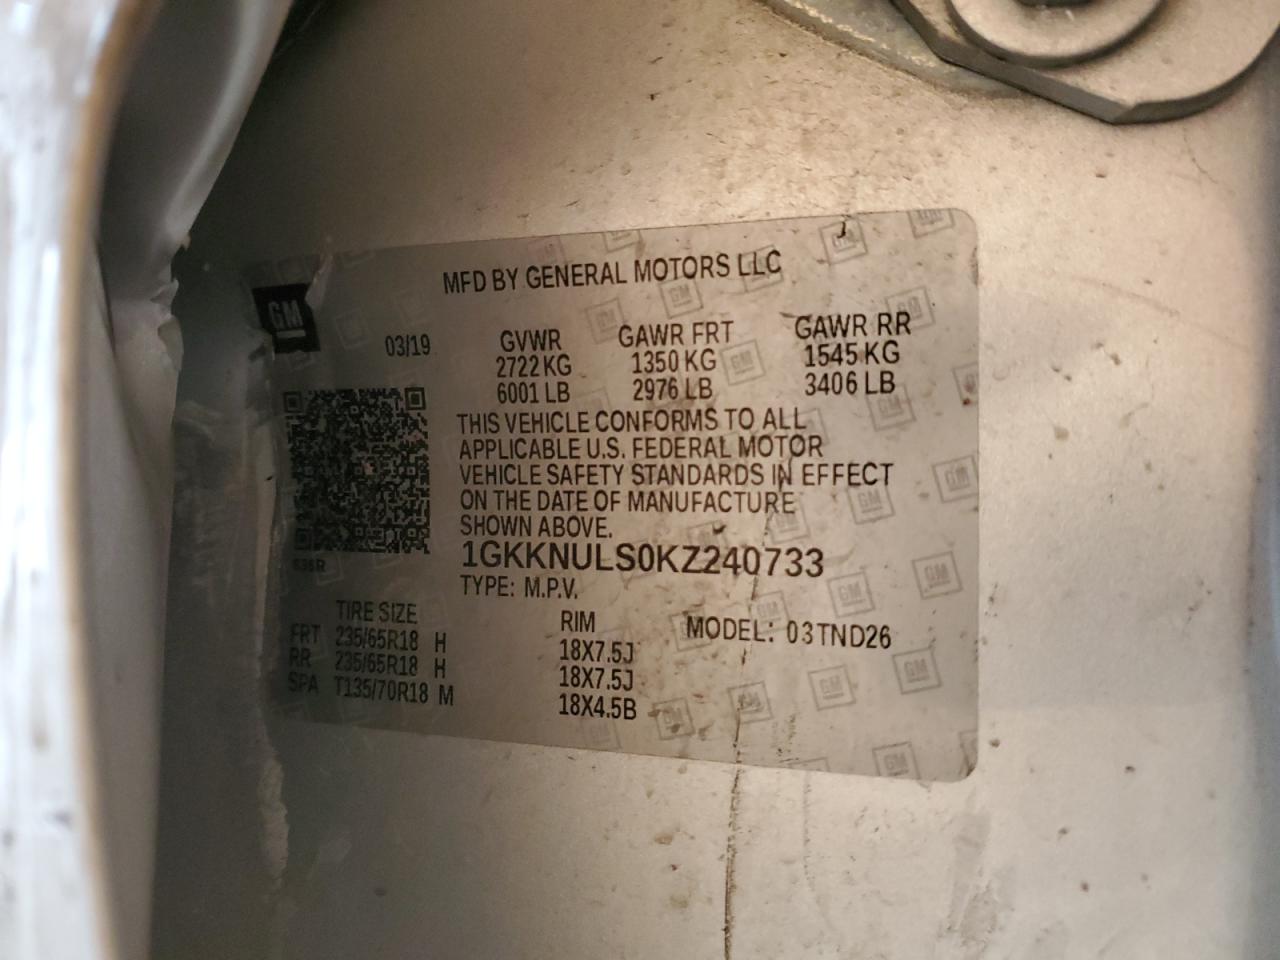 MFD BY GENERAL MOTORS LLC
GM
03/19 GVWR GAWR FRT GAWR RR
2722 KG 1350 KG 1545 KG
6001 LB 2976 LB 3406 LB
THIS VEHICLE CONFORMS TO ALL
APPLICABLE U.S. FEDERAL MOTOR
VEHICLE SAFETY STANDARDS IN EFFECT
ON THE DATE OF MANUFACTURE
SHOWN ABOVE.
1GKKNULS0KZ240733
TYPE: M.P.V.
TIRE SIZE RIM MODEL: 03TND26
FRT 235/65R18 H 18X7.5J
RR 235/65R18 H 18X7.5J
SPA T135/70R18 M 18X4.5B